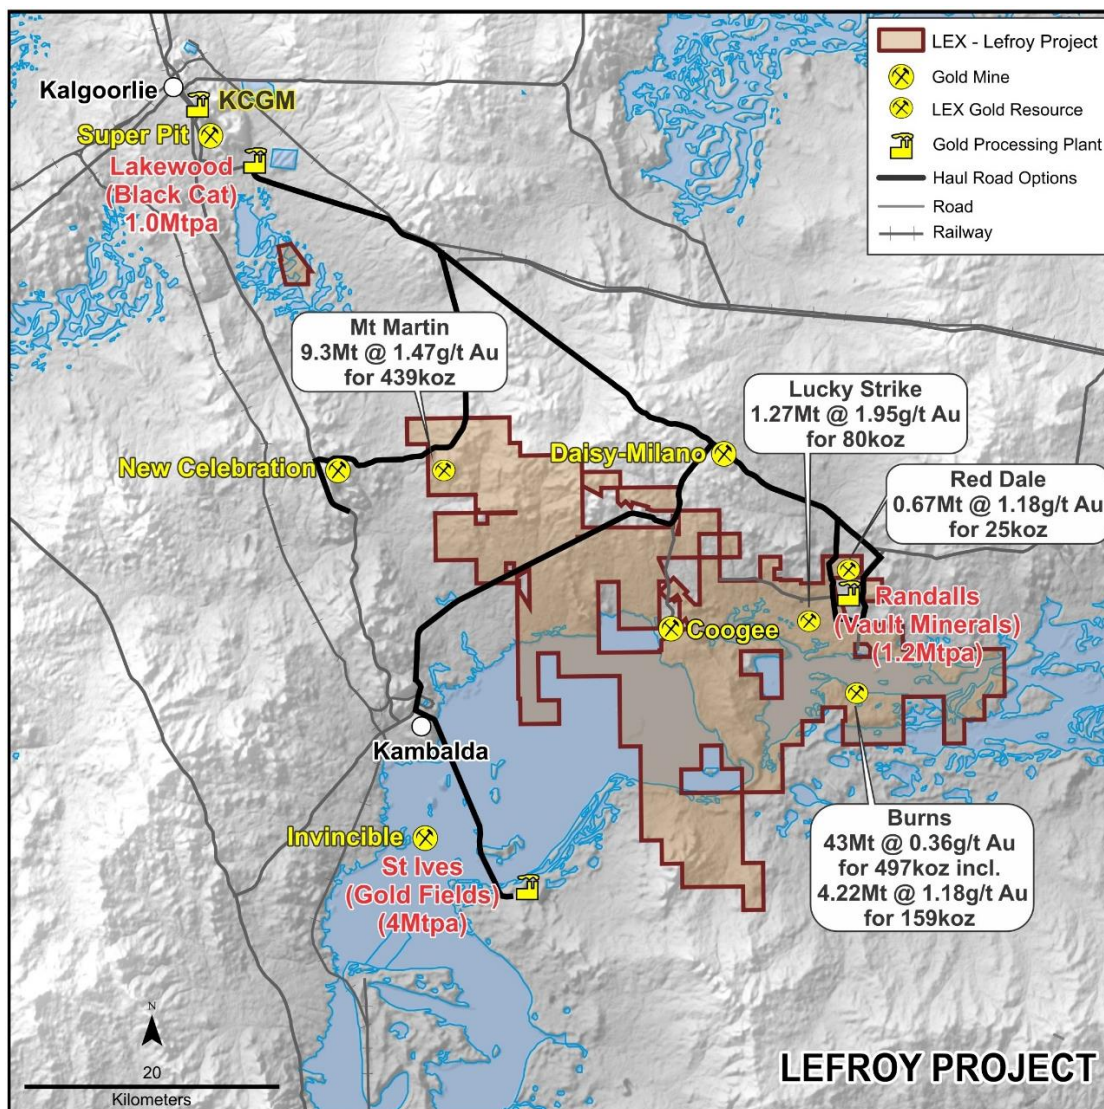 LEX - Lefroy Project
Gold Mine
LEX Gold Resource
Gold Processing Plant
Haul Road Options
Road
Railway
Kalgoorlie
KCGM
Super Pit
Lakewood
(Black Cat)
1.0Mtpa
Mt Martin
9.3Mt @ 1.47g/t Au
for 439koz
Lucky Strike
1.27Mt @ 1.95g/t Au
for 80koz
New Celebration
Daisy-Milano
Red Dale
0.67Mt @ 1.18g/t Au
for 25koz
Randalls
(Vault Minerals)
(1.2Mtpa)
Coogee
Kambalda
Burns
43Mt @ 0.36g/t Au
for 497koz incl.
4.22Mt @ 1.18g/t Au
for 159koz
Invincible
St Ives
(Gold Fields)
(4Mtpa)
N
20
Kilometers
LEFROY PROJECT